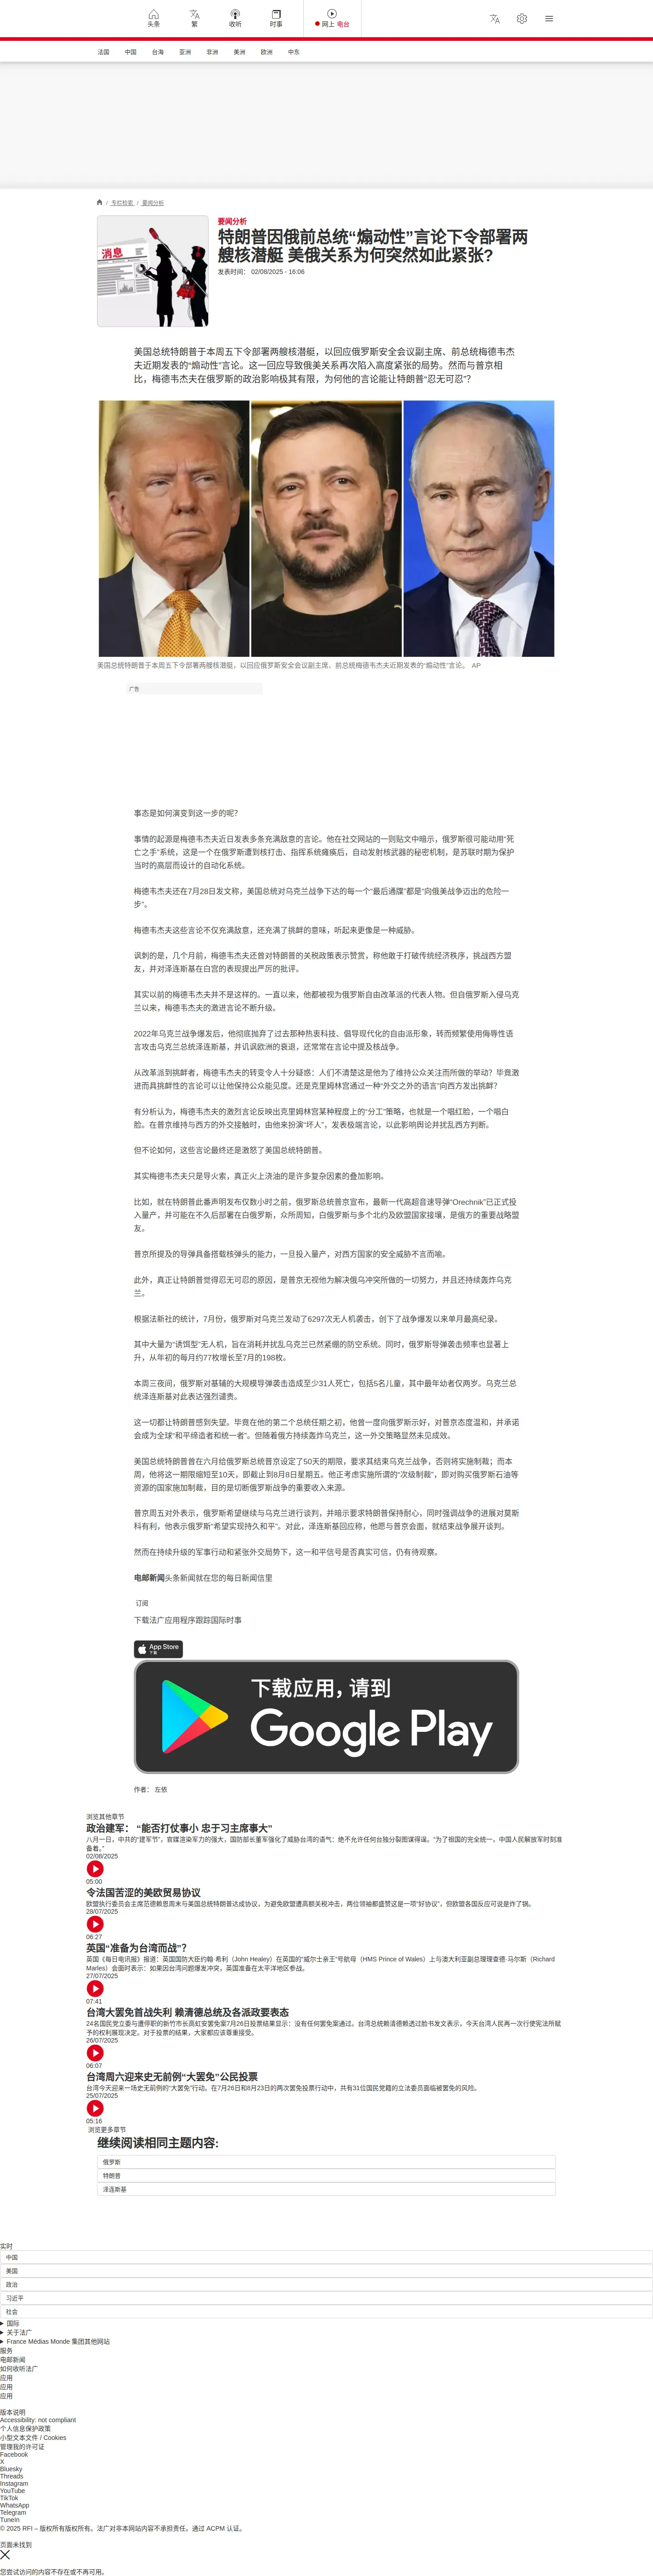 头条
繁
收听
时事
网上 电台
法国 中国 台海 亚洲 非洲 美洲 欧洲 中东
/ 专栏检索 / 要闻分析
消息
要闻分析
特朗普因俄前总统“煽动性”言论下令部署两
艘核潜艇 美俄关系为何突然如此紧张？
发表时间： 02/08/2025 - 16:06
美国总统特朗普于本周五下令部署两艘核潜艇，以回应俄罗斯安全会议副主席、前总统梅德韦杰
夫近期发表的“煽动性”言论。这一回应导致俄美关系再次陷入高度紧张的局势。然而与普京相
比，梅德韦杰夫在俄罗斯的政治影响极其有限，为何他的言论能让特朗普“忍无可忍”？
美国总统特朗普于本周五下令部署两艘核潜艇，以回应俄罗斯安全会议副主席、前总统梅德韦杰夫近期发表的“煽动性”言论。 AP
广告
事态是如何演变到这一步的呢？
事情的起源是梅德韦杰夫近日发表多条充满敌意的言论。他在社交网站的一则贴文中暗示，俄罗斯很可能动用“死
亡之手”系统，这是一个在俄罗斯遭到核打击、指挥系统瘫痪后，自动发射核武器的秘密机制，是苏联时期为保护
当时的高层而设计的自动化系统。
梅德韦杰夫还在7月28日发文称，美国总统对乌克兰战争下达的每一个“最后通牒”都是“向俄美战争迈出的危险一
步”。
梅德韦杰夫这些言论不仅充满敌意，还充满了挑衅的意味，听起来更像是一种威胁。
讽刺的是，几个月前，梅德韦杰夫还曾对特朗普的关税政策表示赞赏，称他敢于打破传统经济秩序，挑战西方盟
友，并对泽连斯基在白宫的表现提出严厉的批评。
其实以前的梅德韦杰夫并不是这样的。一直以来，他都被视为俄罗斯自由改革派的代表人物。但自俄罗斯入侵乌克
兰以来，梅德韦杰夫的激进言论不断升级。
2022年乌克兰战争爆发后，他彻底抛弃了过去那种热衷科技、倡导现代化的自由派形象，转而频繁使用侮辱性语
言攻击乌克兰总统泽连斯基，并讥讽欧洲的衰退，还常常在言论中提及核战争。
从改革派到挑衅者，梅德韦杰夫的转变令人十分疑惑：人们不清楚这是他为了维持公众关注而所做的举动？毕竟激
进而具挑衅性的言论可以让他保持公众能见度。还是克里姆林宫通过一种“外交之外的语言”向西方发出挑衅？
有分析认为，梅德韦杰夫的激烈言论反映出克里姆林宫某种程度上的“分工”策略，也就是一个唱红脸，一个唱白
脸。在普京维持与西方的外交接触时，由他来扮演“坏人”，发表极端言论，以此影响舆论并扰乱西方判断。
但不论如何，这些言论最终还是激怒了美国总统特朗普。
其实梅德韦杰夫只是导火索，真正火上浇油的是许多复杂因素的叠加影响。
比如，就在特朗普此番声明发布仅数小时之前，俄罗斯总统普京宣布，最新一代高超音速导弹“Orechnik”已正式投
入量产，并可能在不久后部署在白俄罗斯，众所周知，白俄罗斯与多个北约及欧盟国家接壤，是俄方的重要战略盟
友。
普京所提及的导弹具备搭载核弹头的能力，一旦投入量产，对西方国家的安全威胁不言而喻。
此外，真正让特朗普觉得忍无可忍的原因，是普京无视他为解决俄乌冲突所做的一切努力，并且还持续轰炸乌克
兰。
根据法新社的统计，7月份，俄罗斯对乌克兰发动了6297次无人机袭击，创下了战争爆发以来单月最高纪录。
其中大量为“诱饵型”无人机，旨在消耗并扰乱乌克兰已然紧绷的防空系统。同时，俄罗斯导弹袭击频率也显著上
升，从年初的每月约77枚增长至7月的198枚。
本周三夜间，俄罗斯对基辅的大规模导弹袭击造成至少31人死亡，包括5名儿童，其中最年幼者仅两岁。乌克兰总
统泽连斯基对此表达强烈谴责。
这一切都让特朗普感到失望。毕竟在他的第二个总统任期之初，他曾一度向俄罗斯示好，对普京态度温和，并承诺
会成为全球“和平缔造者和统一者”。但随着俄方持续轰炸乌克兰，这一外交策略显然未见成效。
美国总统特朗普曾在六月给俄罗斯总统普京设定了50天的期限，要求其结束乌克兰战争，否则将实施制裁；而本
周，他将这一期限缩短至10天，即截止到8月8日星期五。他正考虑实施所谓的“次级制裁”，即对购买俄罗斯石油等
资源的国家施加制裁，目的是切断俄罗斯战争的重要收入来源。
普京周五对外表示，俄罗斯希望继续与乌克兰进行谈判，并暗示要求特朗普保持耐心，同时强调战争的进展对莫斯
科有利，他表示俄罗斯“希望实现持久和平”。对此，泽连斯基回应称，他愿与普京会面，就结束战争展开谈判。
然而在持续升级的军事行动和紧张外交局势下，这一和平信号是否真实可信，仍有待观察。
电邮新闻头条新闻就在您的每日新闻信里
订阅
下载法广应用程序跟踪国际时事
App Store
下载
下载应用，请到
Google Play
作者： 左依
浏览其他章节
政治建军： “能否打仗事小 忠于习主席事大”
八月一日，中共的“建军节”，官媒渲染军力的强大，国防部长董军强化了威胁台湾的语气：绝不允许任何台独分裂图谋得逞。“为了祖国的完全统一，中国人民解放军时刻准
备着。”
02/08/2025
05:00
令法国苦涩的美欧贸易协议
欧盟执行委员会主席范德赖恩周末与美国总统特朗普达成协议，为避免欧盟遭高额关税冲击，两位领袖都盛赞这是一项“好协议”，但欧盟各国反应可说是炸了锅。
28/07/2025
06:27
英国“准备为台湾而战”？
英国《每日电讯报》报道：英国国防大臣约翰·希利（John Healey）在英国的“威尔士亲王”号航母（HMS Prince of Wales）上与澳大利亚副总理理查德·马尔斯（Richard
Marles）会面时表示：如果因台湾问题爆发冲突，英国准备在太平洋地区参战。
27/07/2025
07:41
台湾大罢免首战失利 赖清德总统及各派政要表态
24名国民党立委与遭停职的新竹市长高虹安罢免案7月26日投票结果显示：没有任何罢免案通过。台湾总统赖清德赖透过脸书发文表示，今天台湾人民再一次行使宪法所赋
予的权利展现决定。对于投票的结果，大家都应该尊重接受。
26/07/2025
06:07
台湾周六迎来史无前例“大罢免”公民投票
台湾今天迎来一场史无前例的“大罢免”行动。在7月26日和8月23日的两次罢免投票行动中，共有31位国民党籍的立法委员面临被罢免的风险。
25/07/2025
05:16
浏览更多章节
继续阅读相同主题内容:
俄罗斯
特朗普
泽连斯基
实时
中国
美国
政治
习近平
社会
国际
关于法广
France Médias Monde 集团其他网站
服务
电邮新闻
如何收听法广
应用
应用
应用
版本说明
Accessibility: not compliant
个人信息保护政策
小型文本文件 / Cookies
管理我的许可证
Facebook
X
Bluesky
Threads
Instagram
YouTube
TikTok
WhatsApp
Telegram
TuneIn
© 2025 RFI – 版权所有版权所有。法广对非本网站内容不承担责任。通过 ACPM 认证。
页面未找到
您尝试访问的内容不存在或不再可用。